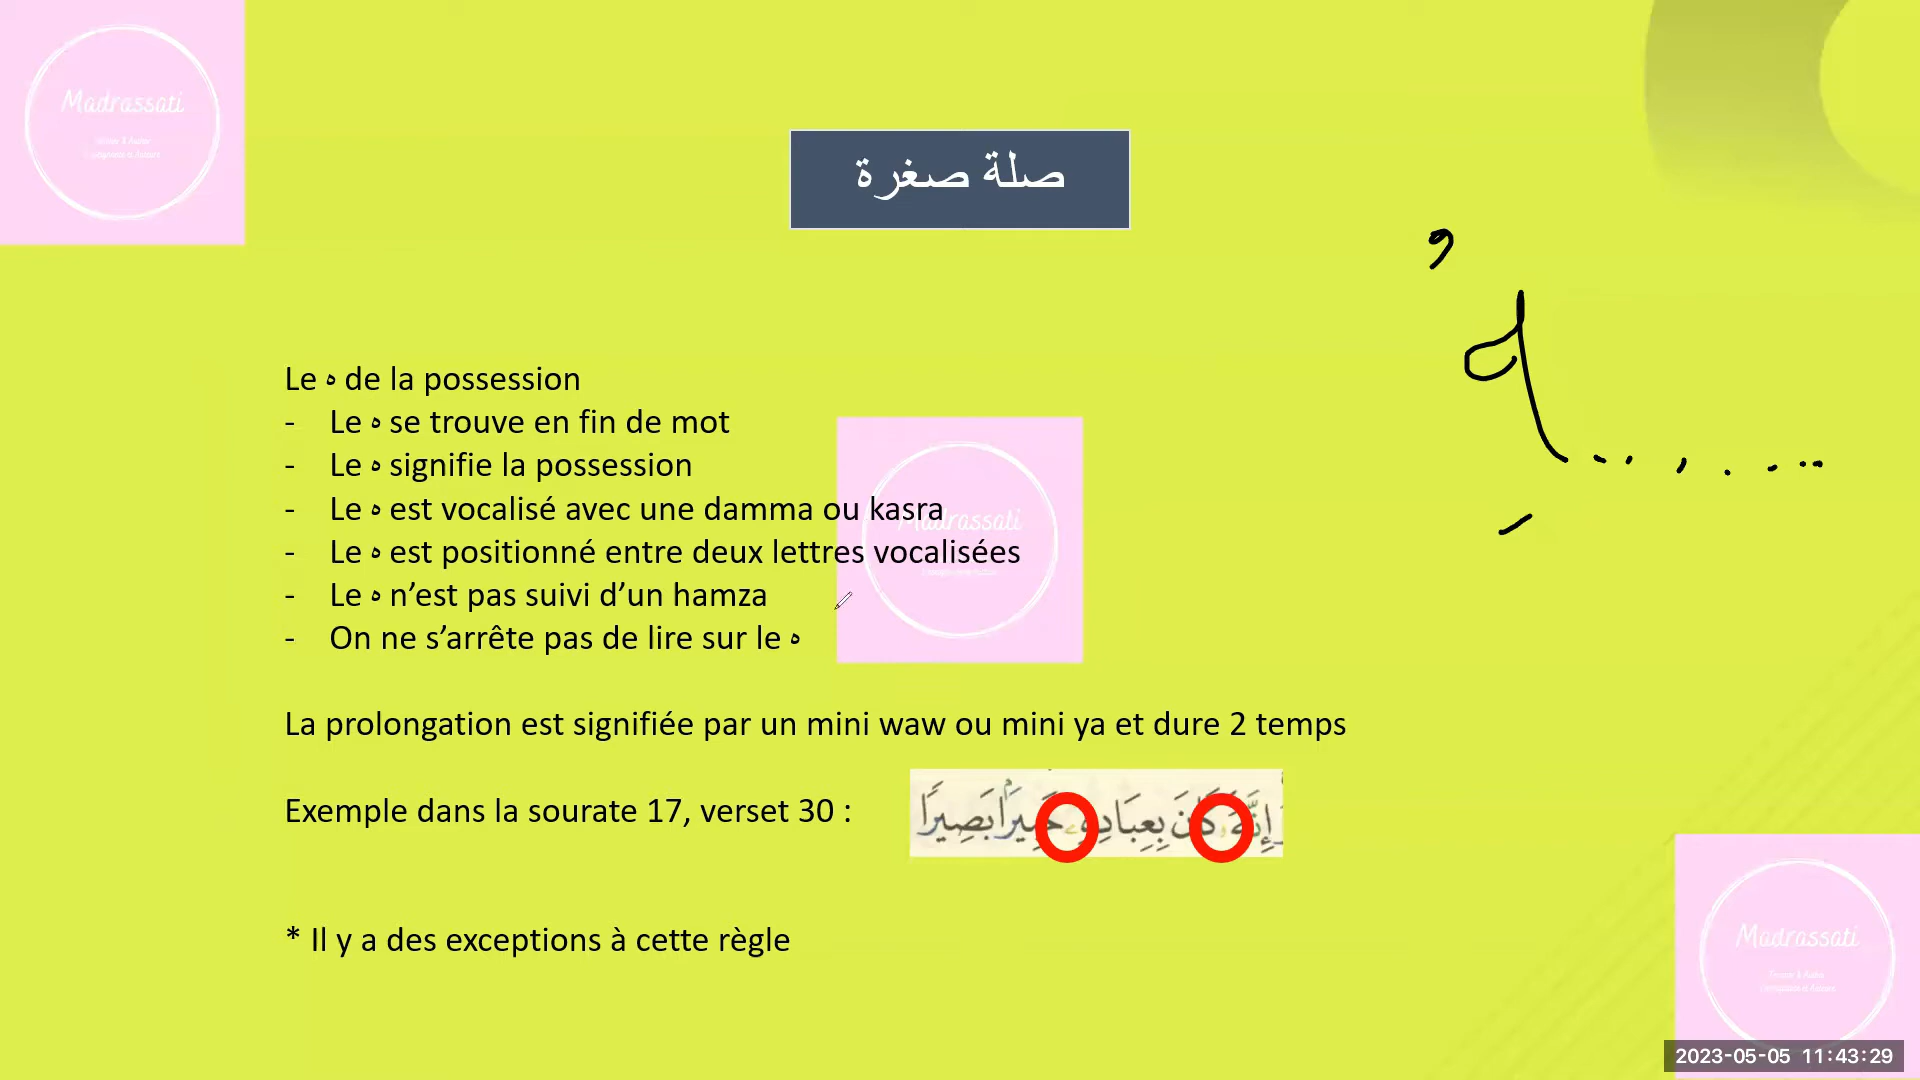 Madrassati
صلة صغرة
Le ه de la possession
- Le ه se trouve en fin de mot
- Le ه signifie la possession
- Le ه est vocalisé avec une damma ou kasra
Madrassati
- Le ه est positionné entre deux lettres vocalisées
- Le ه n’est pas suivi d’un hamza
- On ne s’arrête pas de lire sur le ه
La prolongation est signifiée par un mini waw ou mini ya et dure 2 temps
Exemple dans la sourate 17, verset 30 :
إِنَّهُۥ كَانَ بِعِبَادِهِۦ خَبِيرَۢا بَصِيرًا
* Il y a des exceptions à cette règle
Madrassati
2023-05-05 11:43:29